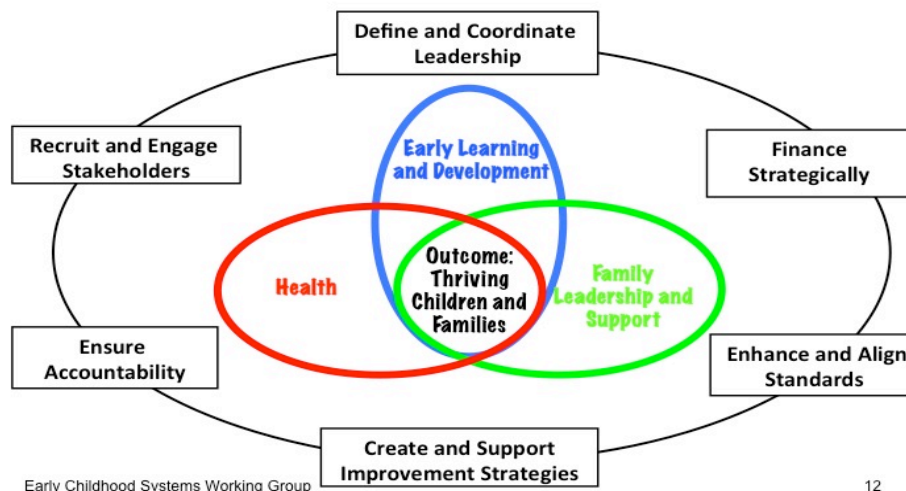 Define and Coordinate
Leadership
Recruit and Engage
Stakeholders
Early Learning
and Development
Finance
Strategically
Health
Outcome:
Thriving
Children and
Families
Family
Leadership and
Support
Ensure
Accountability
Enhance and Align
Standards
Create and Support
Improvement Strategies
Early Childhood Systems Working Group
12